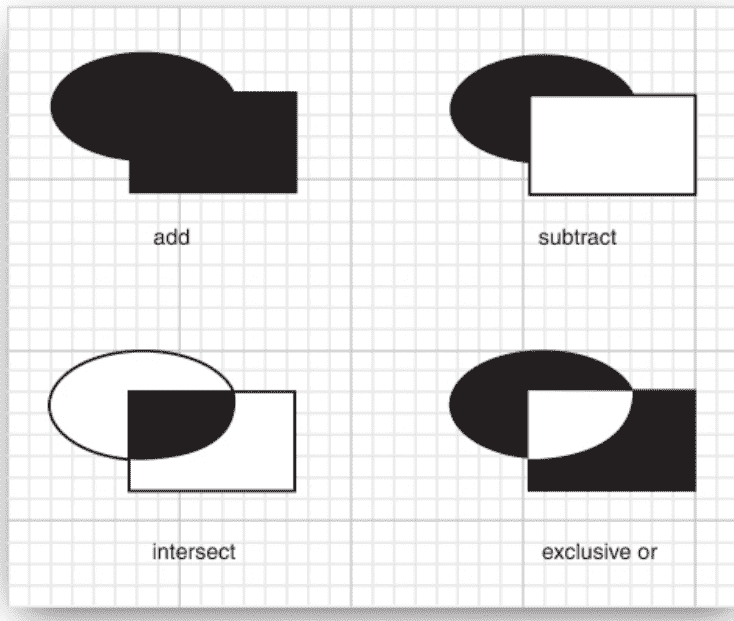 add
subtract
intersect
exclusive or